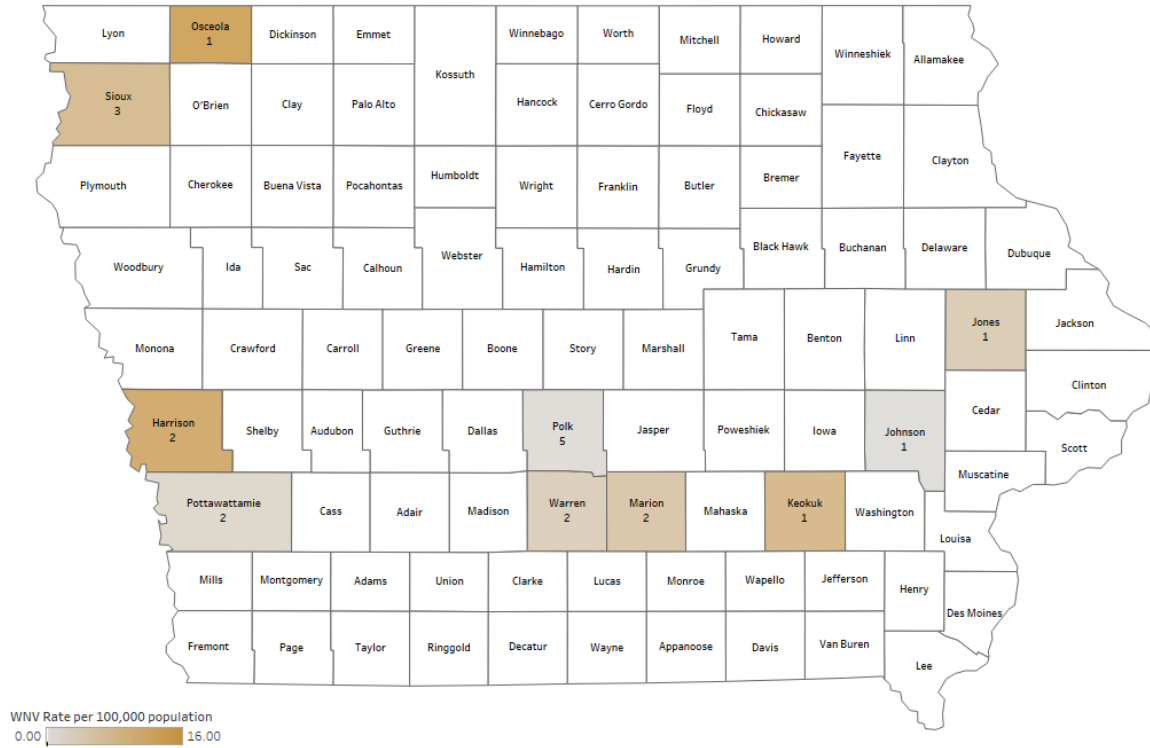 Lyon
Osceola
1
Dickinson
Emmet
Kossuth
Winnebago
Worth
Mitchell
Howard
Winneshiek
Allamakee
Sioux
3
O'Brien
Clay
Palo Alto
Hancock
Cerro Gordo
Floyd
Chickasaw
Plymouth
Cherokee
Buena Vista
Pocahontas
Humboldt
Wright
Franklin
Butler
Bremer
Fayette
Clayton
Woodbury
Ida
Sac
Calhoun
Webster
Hamilton
Hardin
Grundy
Black Hawk
Buchanan
Delaware
Dubuque
Monona
Crawford
Carroll
Greene
Boone
Story
Marshall
Tama
Benton
Linn
Jones
1
Jackson
Clinton
Harrison
2
Shelby
Audubon
Guthrie
Dallas
Polk
5
Jasper
Poweshiek
Iowa
Johnson
1
Cedar
Scott
Muscatine
Pottawattamie
2
Cass
Adair
Madison
Warren
2
Marion
2
Mahaska
Keokuk
1
Washington
Louisa
Mills
Montgomery
Adams
Union
Clarke
Lucas
Monroe
Wapello
Jefferson
Henry
Des Moines
Fremont
Page
Taylor
Ringgold
Decatur
Wayne
Appanoose
Davis
Van Buren
Lee
WNV Rate per 100,000 population
0.00 16.00